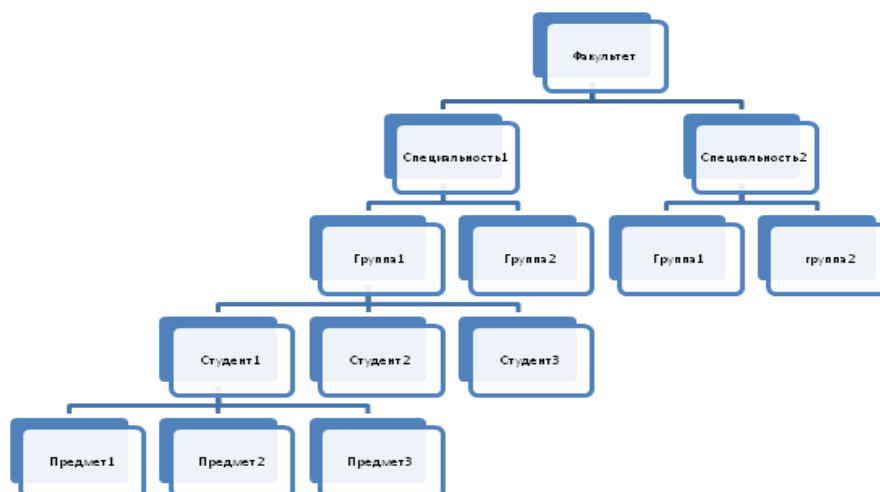 Факультет
Специальность1
Специальность2
Группа1
Группа2
Группа1
группа2
Студент1
Студент2
Студент3
Предмет1
Предмет2
Предмет3